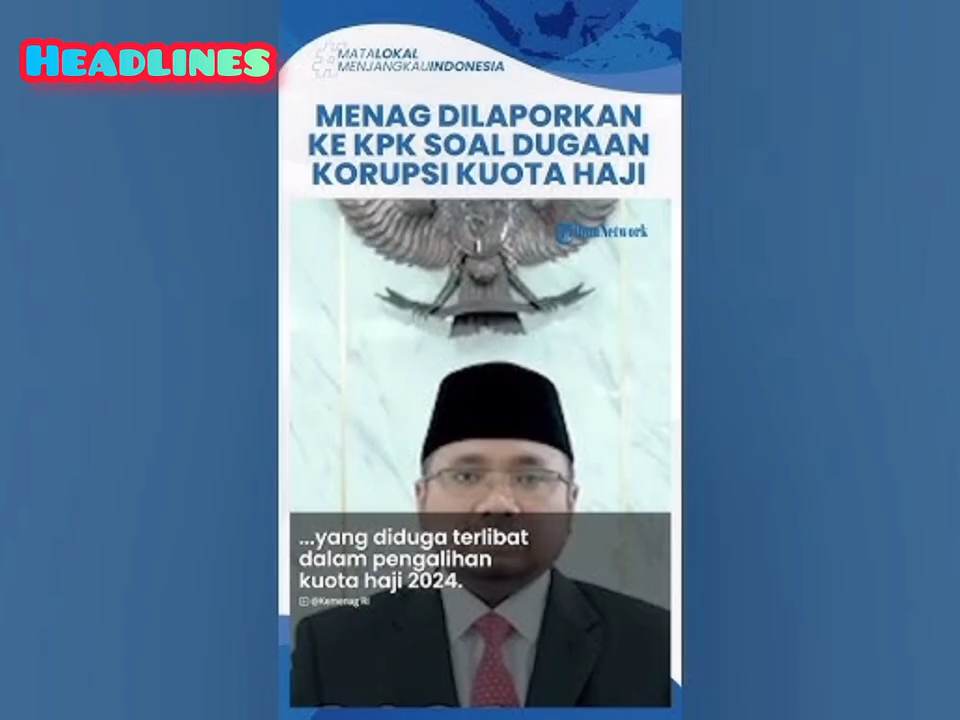 HEADLINES
#MATALOKAL
MENJANGKAUINDONESIA
MENAG DILAPORKAN
KE KPK SOAL DUGAAN
KORUPSI KUOTA HAJI
TribunNetwork
...yang diduga terlibat
dalam pengalihan
kuota haji 2024.
@Kemenag RI